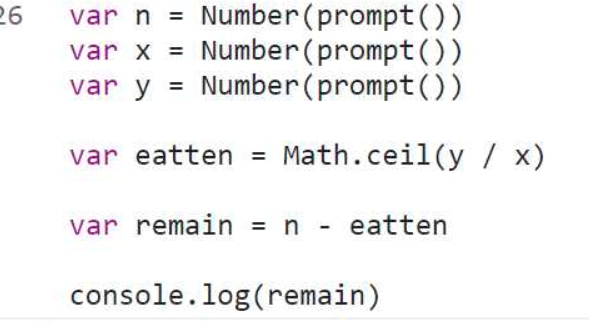 26 var n = Number(prompt())
var x = Number(prompt())
var y = Number(prompt())
var eatten = Math.ceil(y / x)
var remain = n - eatten
console.log(remain)